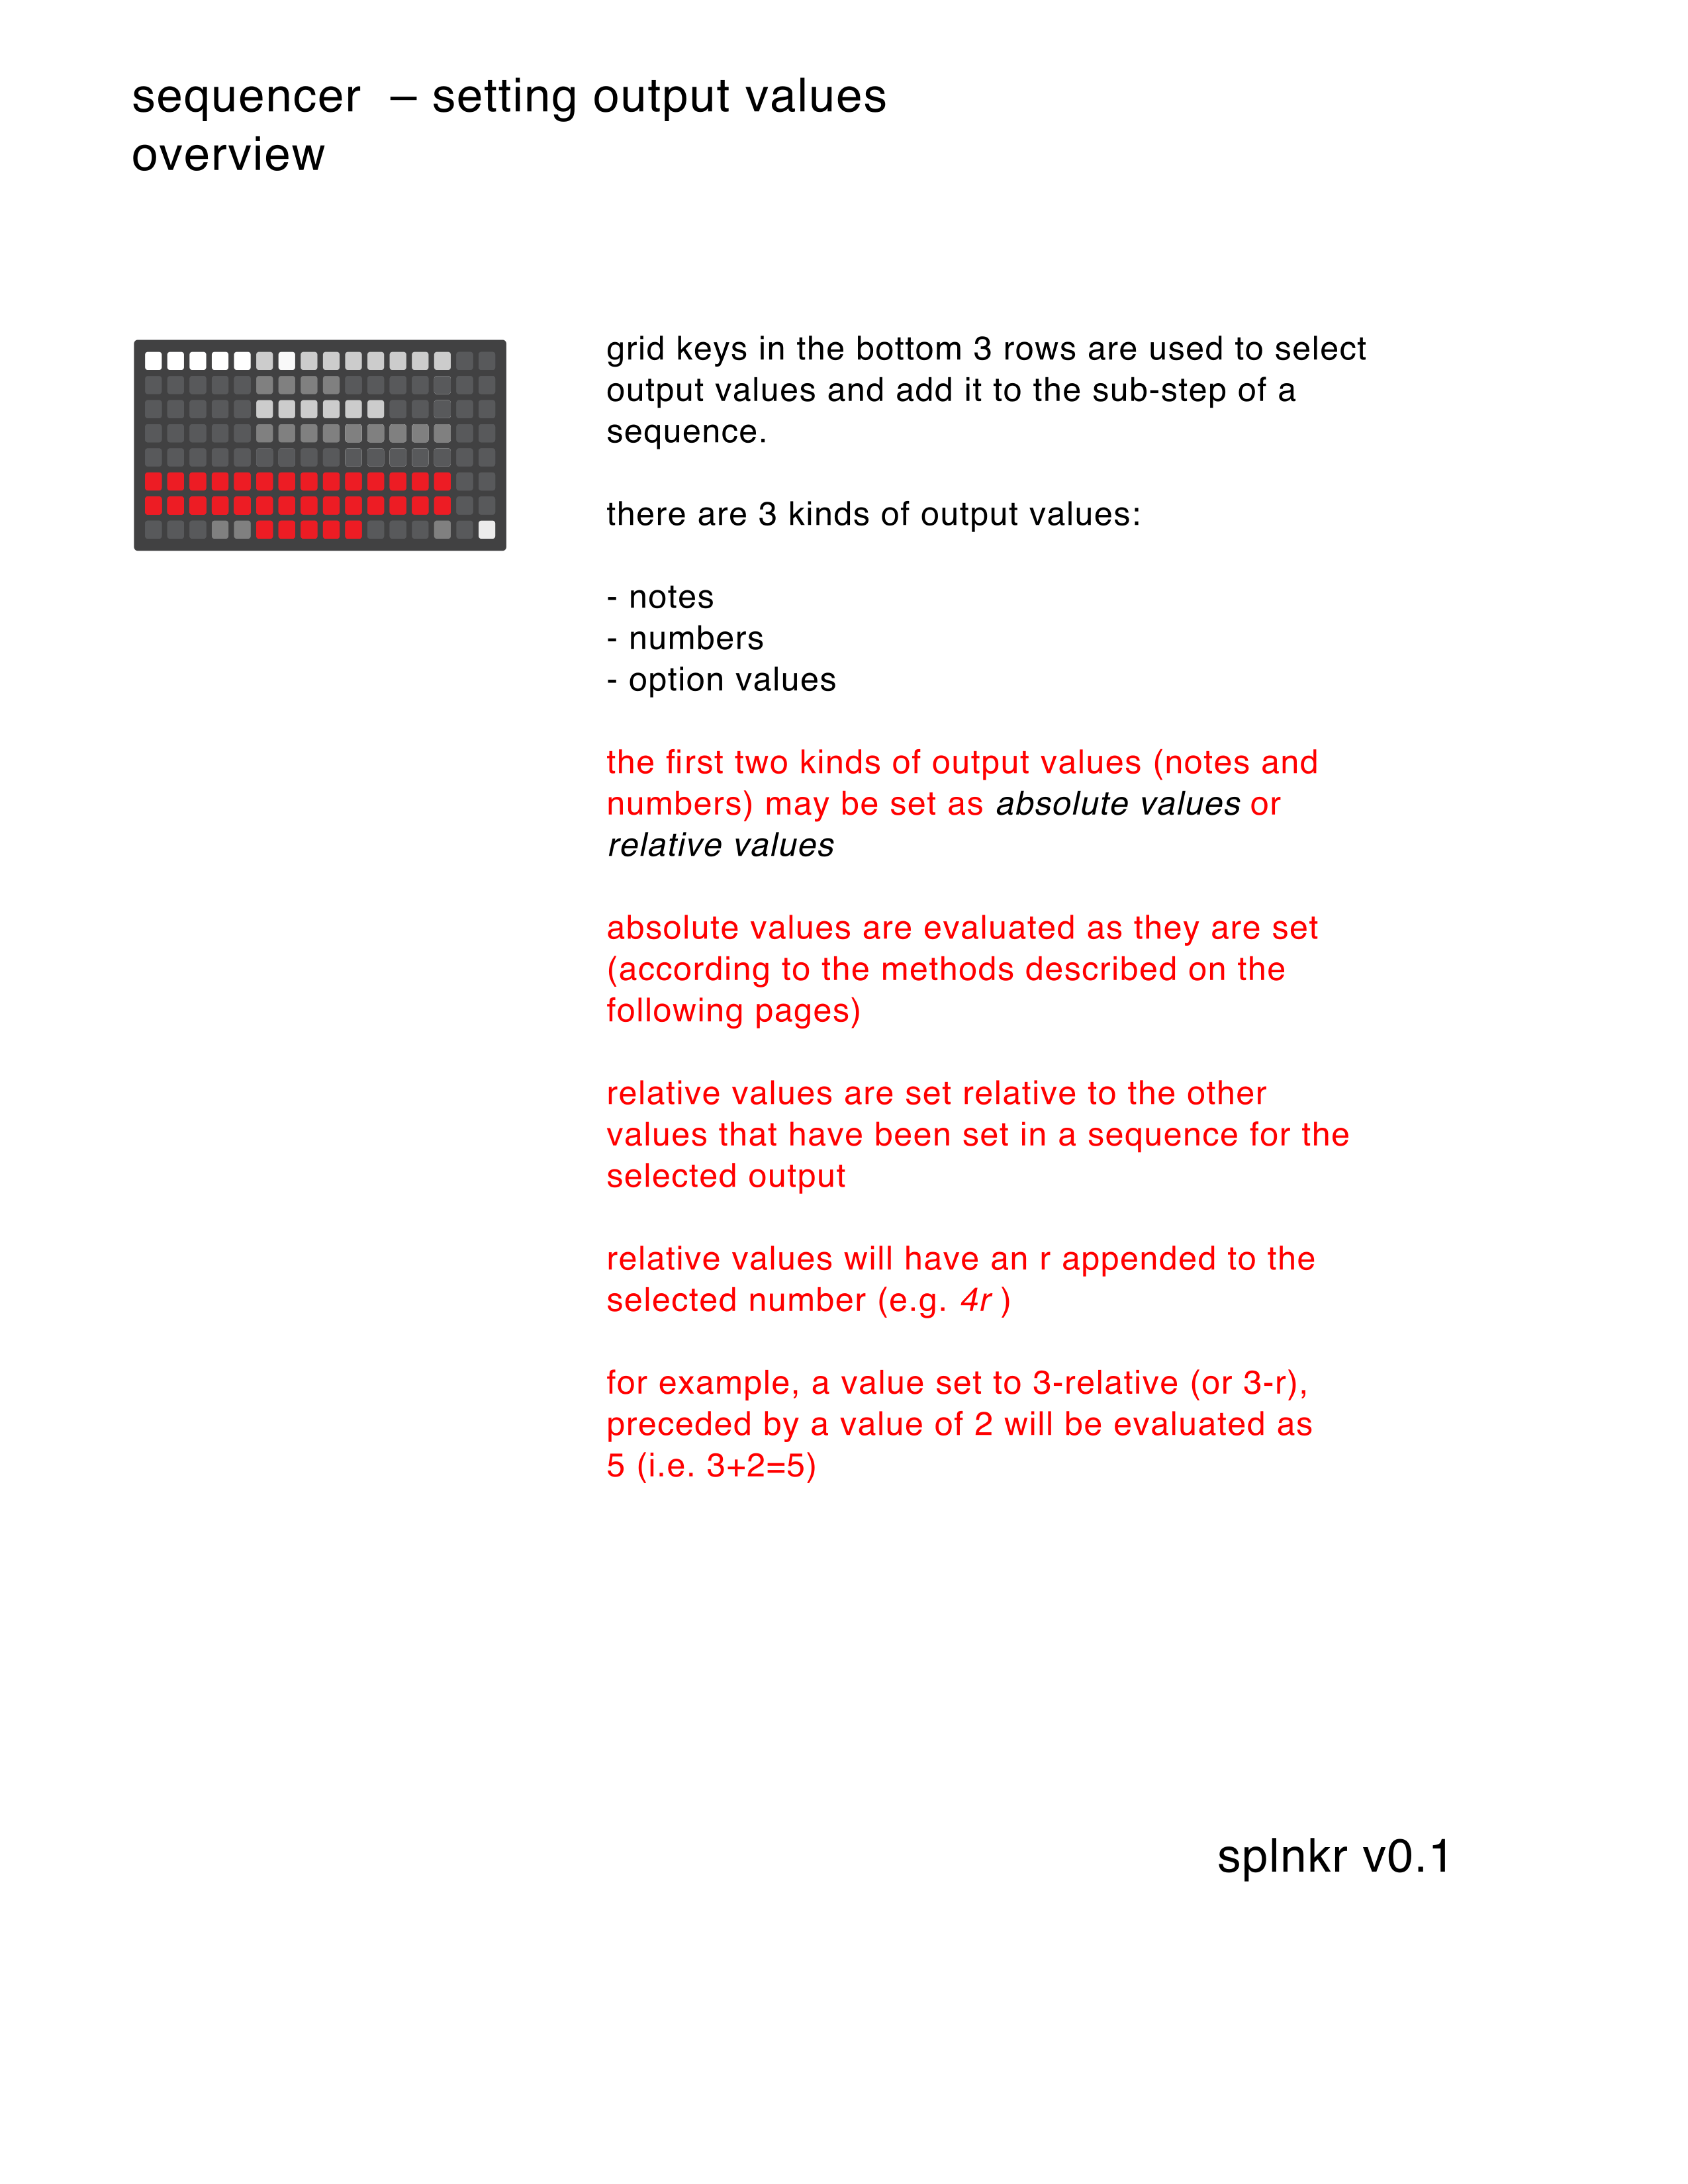 sequencer – setting output values
overview
grid keys in the bottom 3 rows are used to select
output values and add it to the sub-step of a
sequence.
there are 3 kinds of output values:
- notes
- numbers
- option values
the first two kinds of output values (notes and
numbers) may be set as absolute values or
relative values
absolute values are evaluated as they are set
(according to the methods described on the
following pages)
relative values are set relative to the other
values that have been set in a sequence for the
selected output
relative values will have an r appended to the
selected number (e.g. 4r )
for example, a value set to 3-relative (or 3-r),
preceded by a value of 2 will be evaluated as
5 (i.e. 3+2=5)
splnkr v0.1